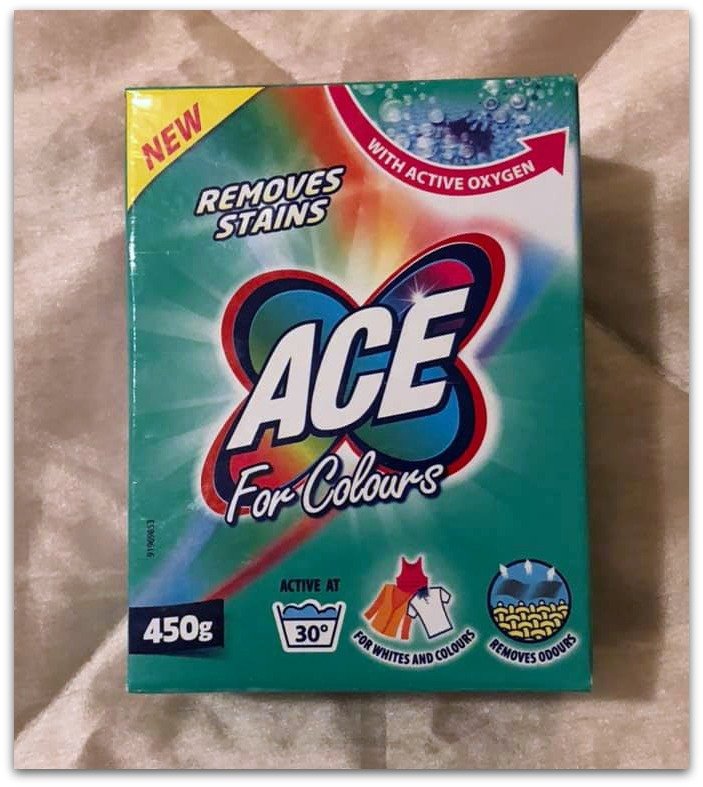 NEW
REMOVES
STAINS
WITH ACTIVE OXYGEN
ACE
For Colours
91969853
450g
ACTIVE AT
30°
FOR WHITES AND COLOURS
REMOVES ODOURS